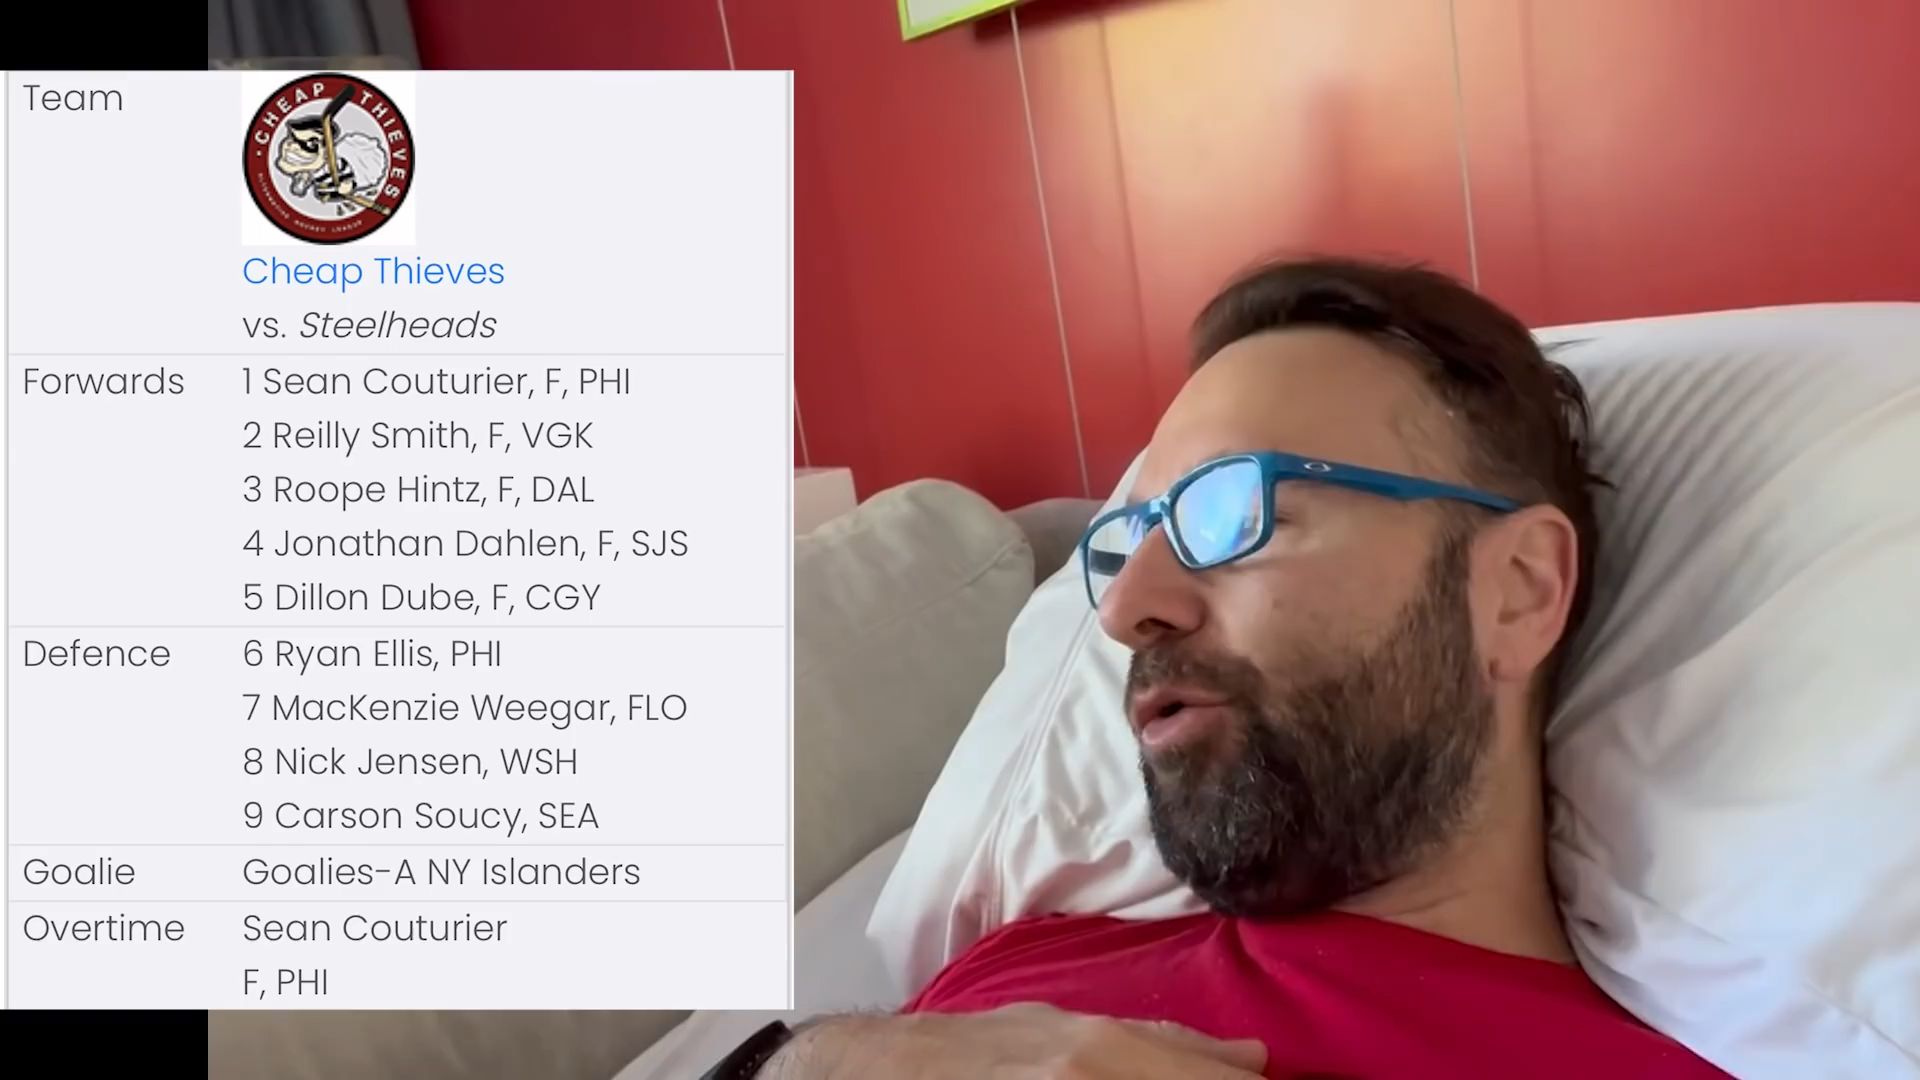 Team
CHEAP THIEVES
Cheap Thieves
vs. Steelheads
Forwards
1 Sean Couturier, F, PHI
2 Reilly Smith, F, VGK
3 Roope Hintz, F, DAL
4 Jonathan Dahlen, F, SJS
5 Dillon Dube, F, CGY
Defence
6 Ryan Ellis, PHI
7 MacKenzie Weegar, FLO
8 Nick Jensen, WSH
9 Carson Soucy, SEA
Goalie
Goalies-A NY Islanders
Overtime
Sean Couturier
F, PHI